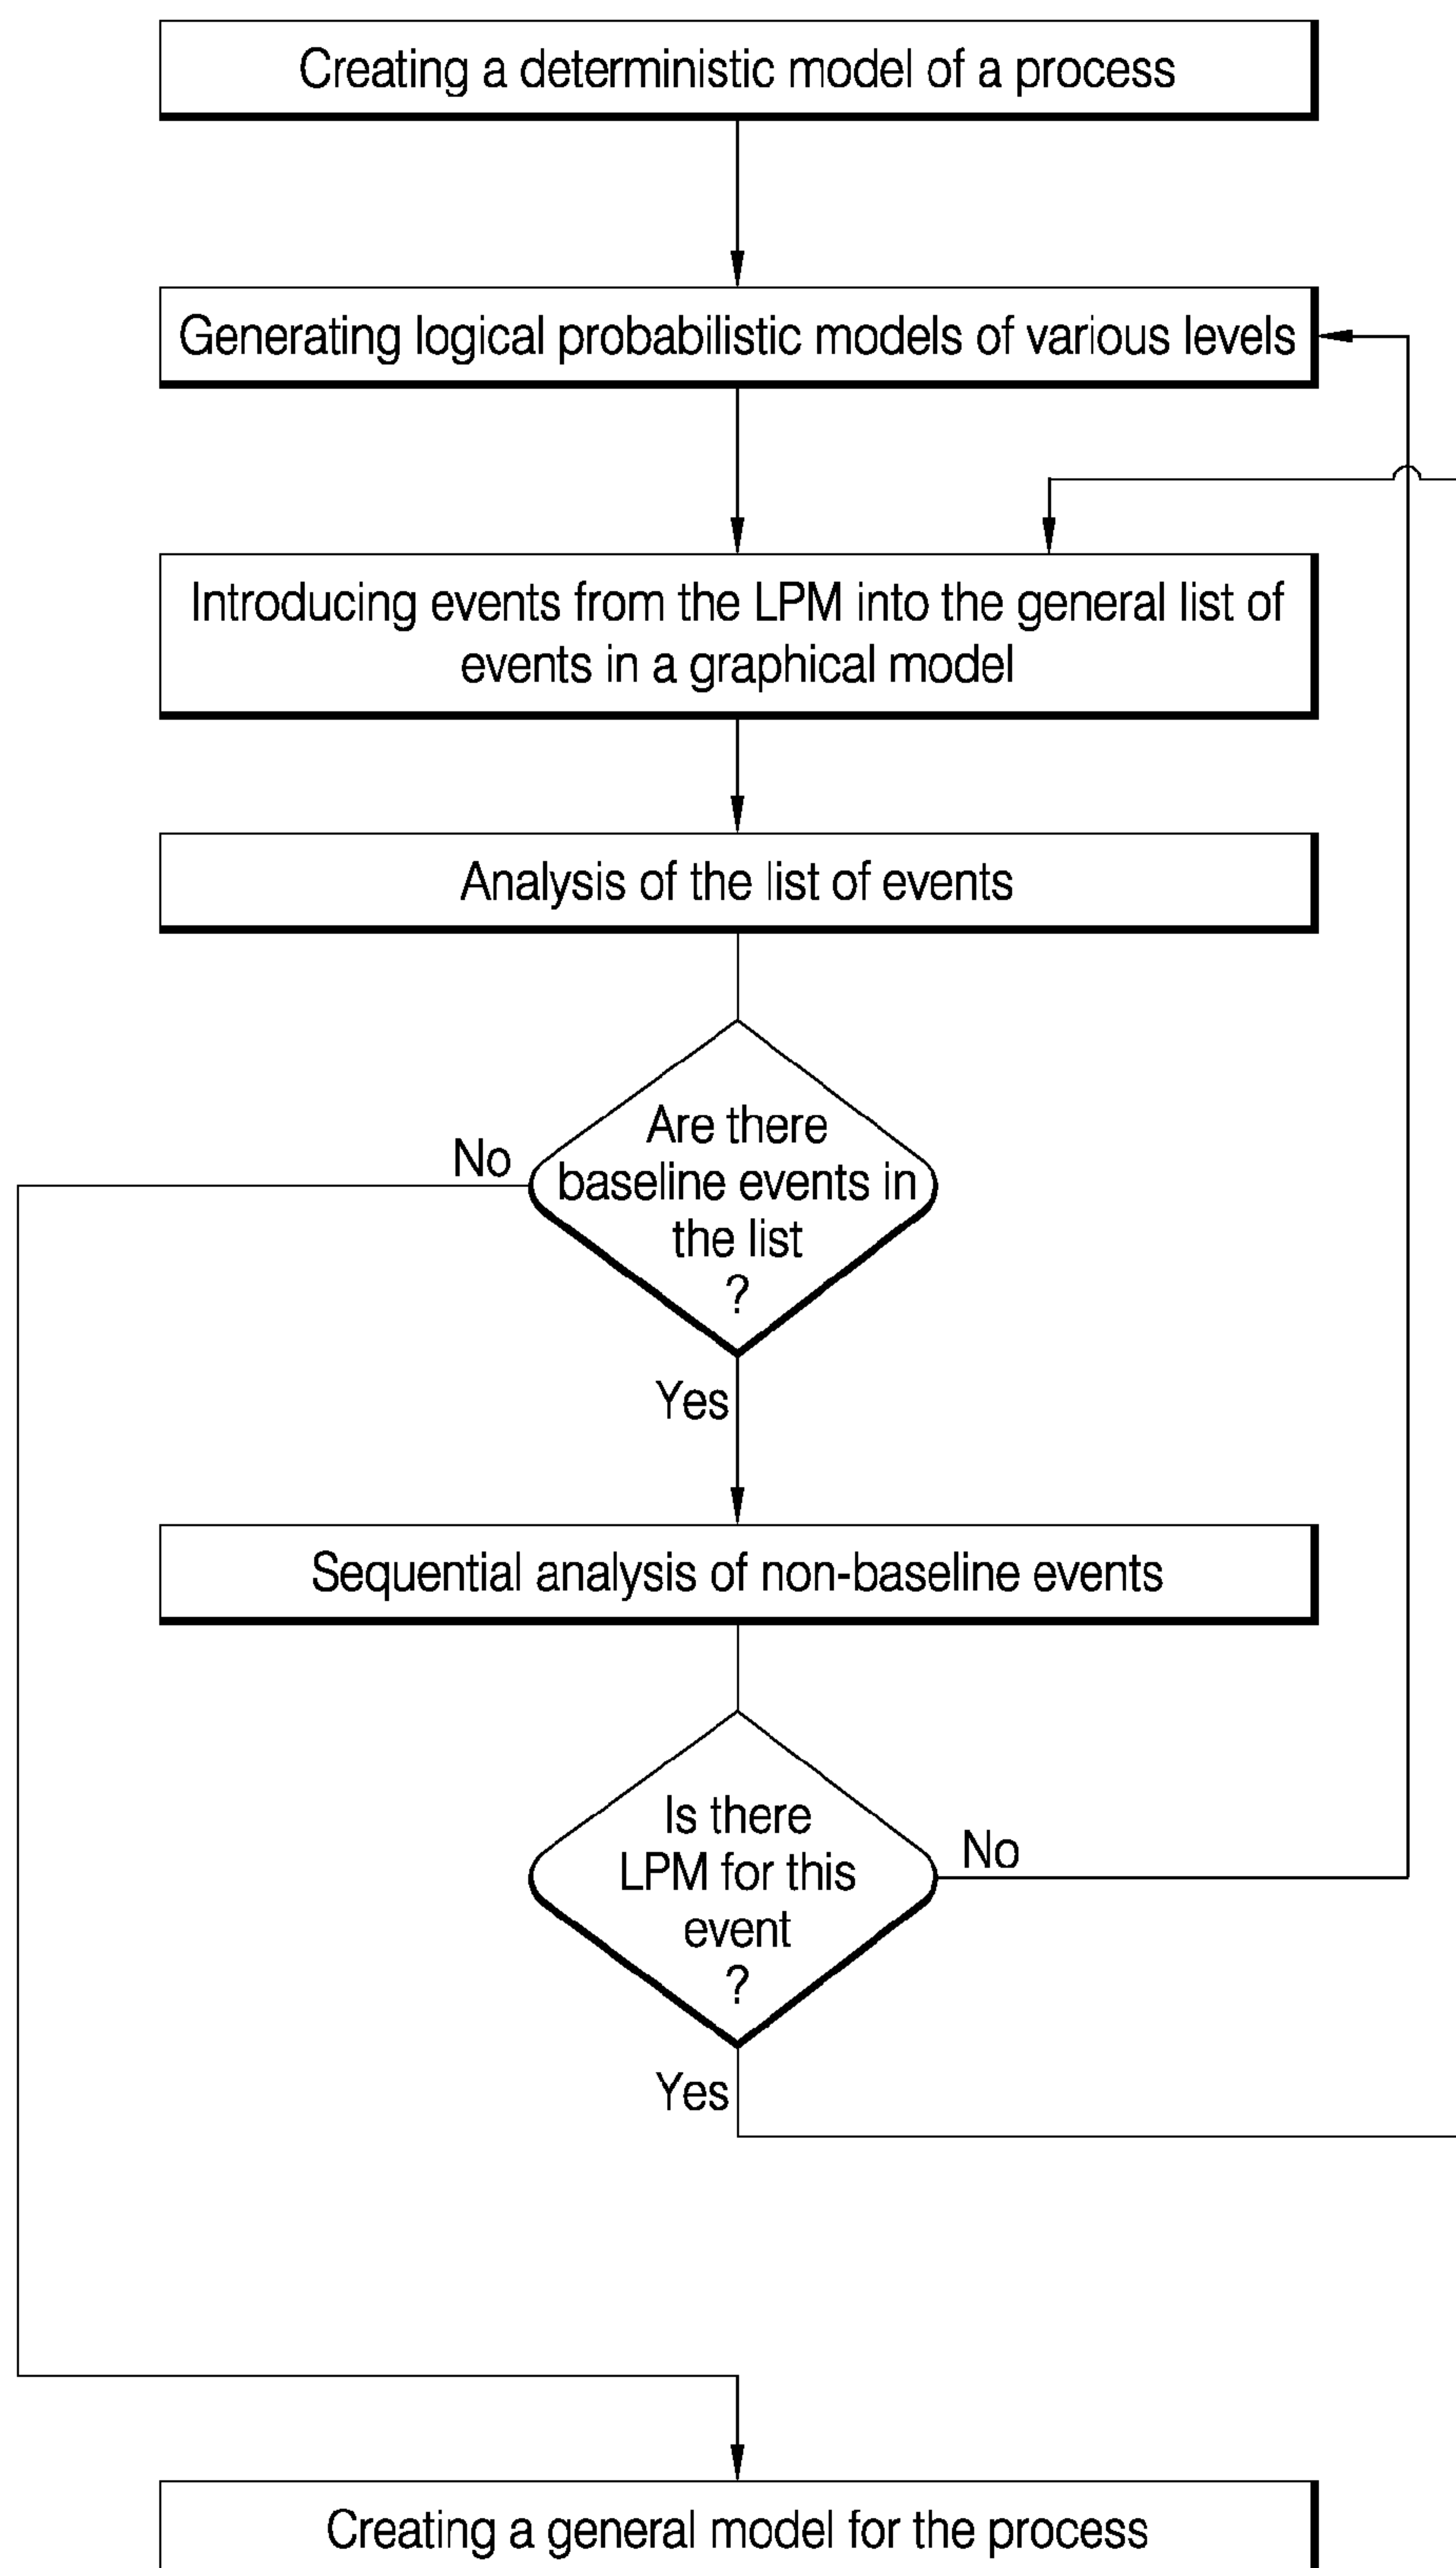 Creating a deterministic model of a process
Generating logical probabilistic models of various levels
Introducing events from the LPM into the general list of
events in a graphical model
Analysis of the list of events
Are there
baseline events in
the list
?
No
Yes
Sequential analysis of non-baseline events
Is there
LPM for this
event
?
No
Yes
Creating a general model for the process